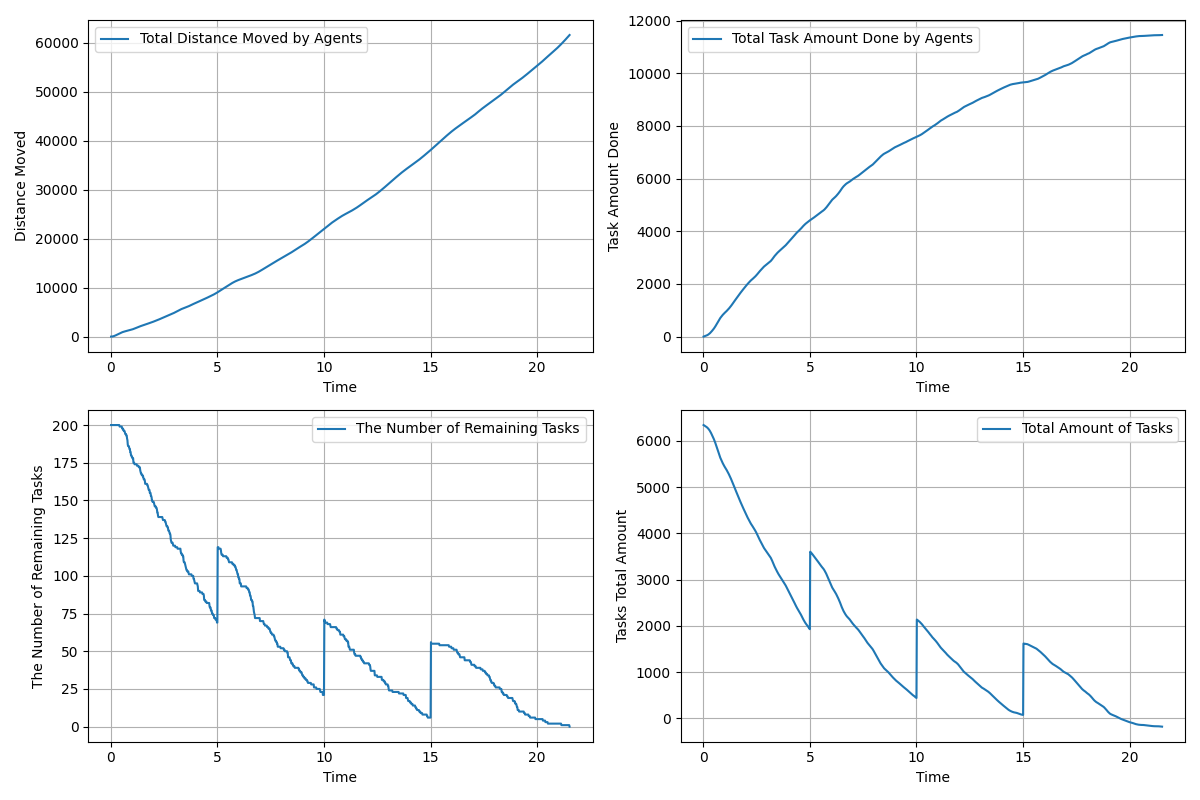 Total Distance Moved by Agents
Distance Moved
60000
50000
40000
30000
20000
10000
0
0 5 10 15 20
Time
Total Task Amount Done by Agents
Task Amount Done
12000
10000
8000
6000
4000
2000
0
0 5 10 15 20
Time
The Number of Remaining Tasks
The Number of Remaining Tasks
200
175
150
125
100
75
50
25
0
0 5 10 15 20
Time
Total Amount of Tasks
Tasks Total Amount
6000
5000
4000
3000
2000
1000
0
0 5 10 15 20
Time